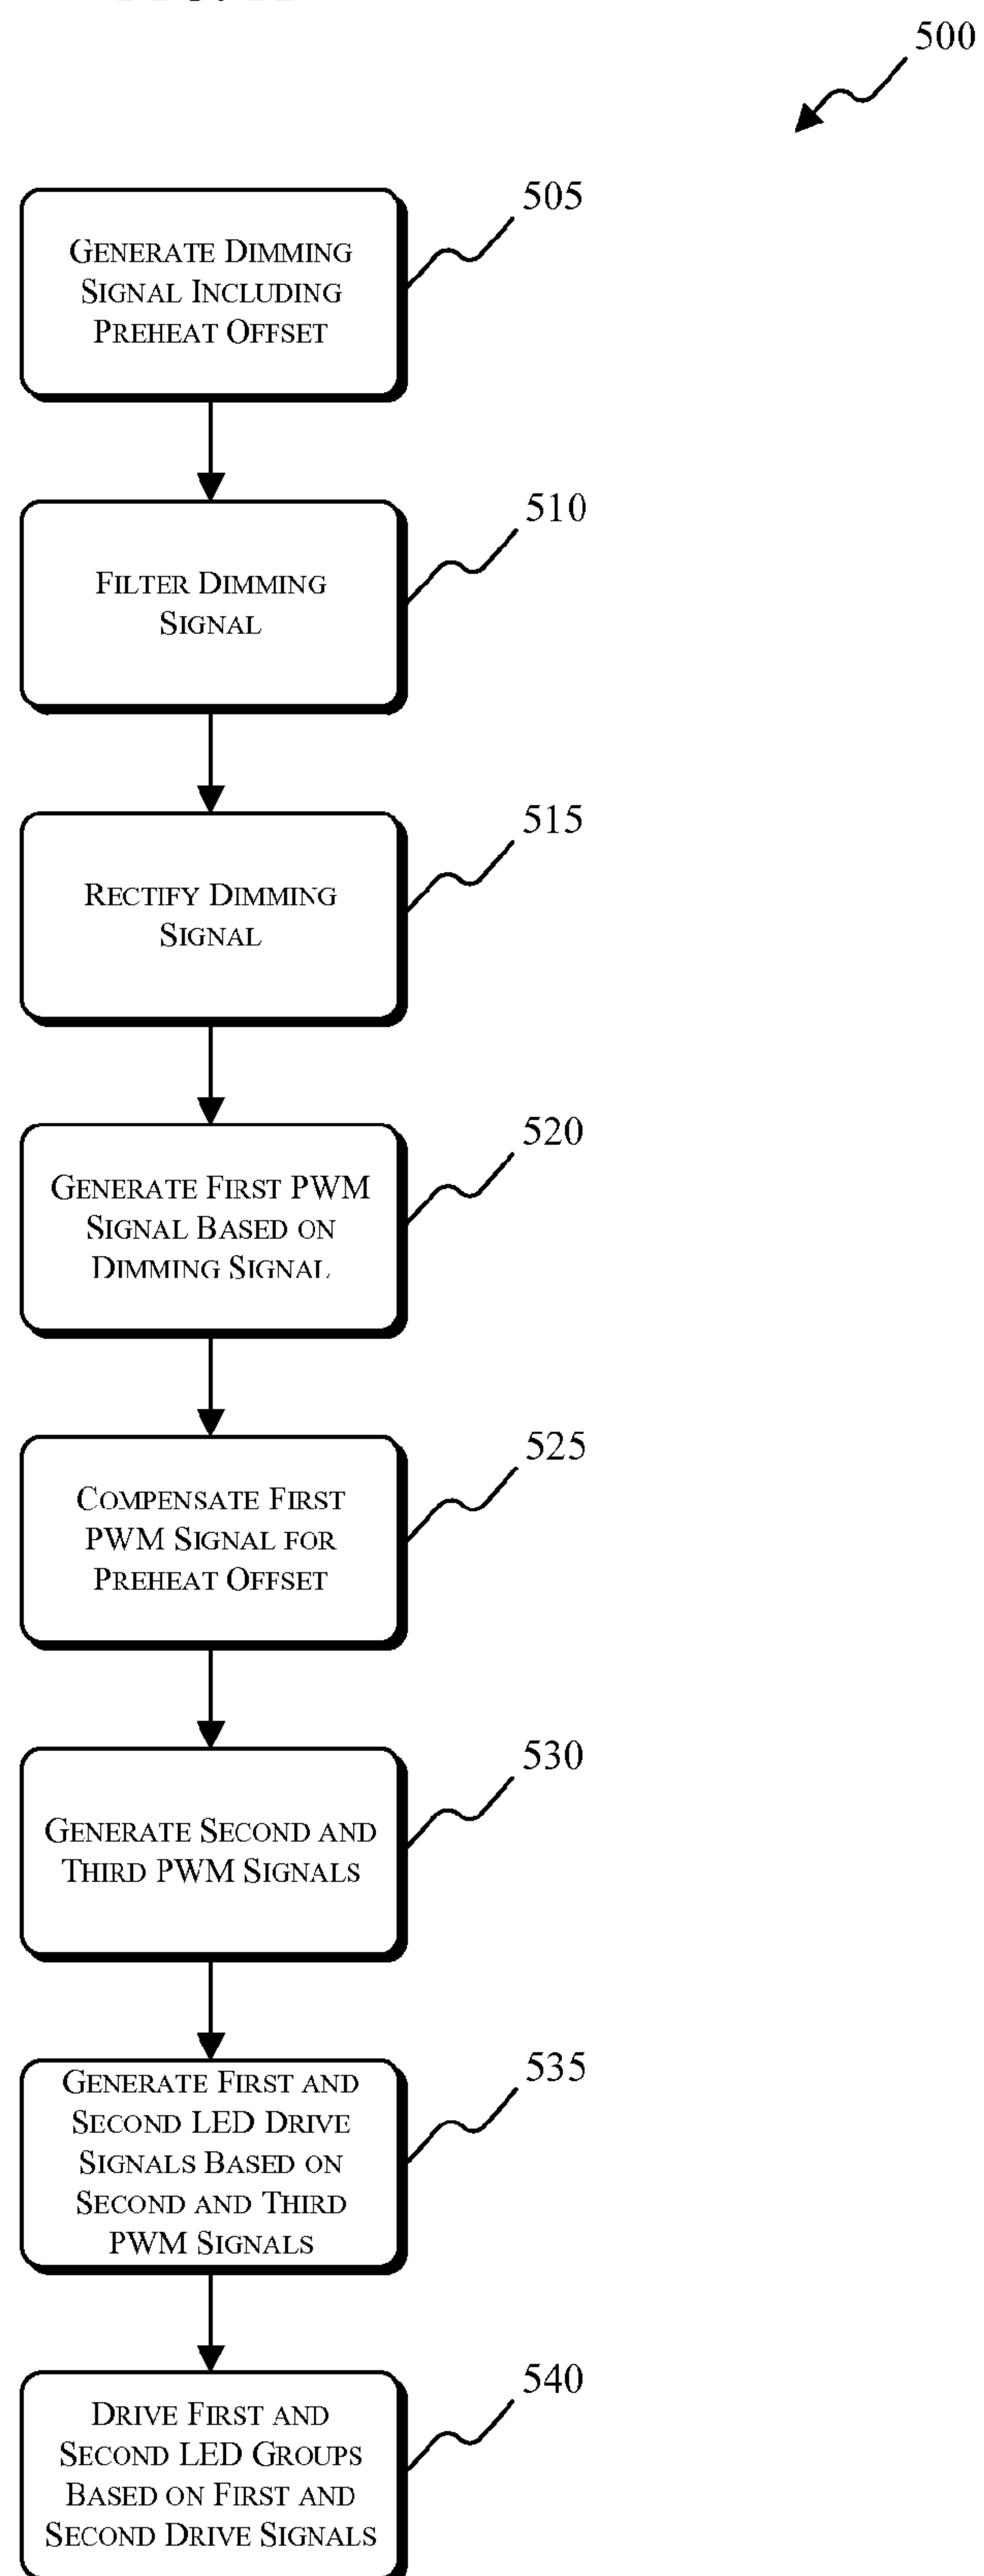 500
505
GENERATE DIMMING
SIGNAL INCLUDING
PREHEAT OFFSET
510
FILTER DIMMING
SIGNAL
515
RECTIFY DIMMING
SIGNAL
520
GENERATE FIRST PWM
SIGNAL BASED ON
DIMMING SIGNAL
525
COMPENSATE FIRST
PWM SIGNAL FOR
PREHEAT OFFSET
530
GENERATE SECOND AND
THIRD PWM SIGNALS
535
GENERATE FIRST AND
SECOND LED DRIVE
SIGNALS BASED ON
SECOND AND THIRD
PWM SIGNALS
540
DRIVE FIRST AND
SECOND LED GROUPS
BASED ON FIRST AND
SECOND DRIVE SIGNALS